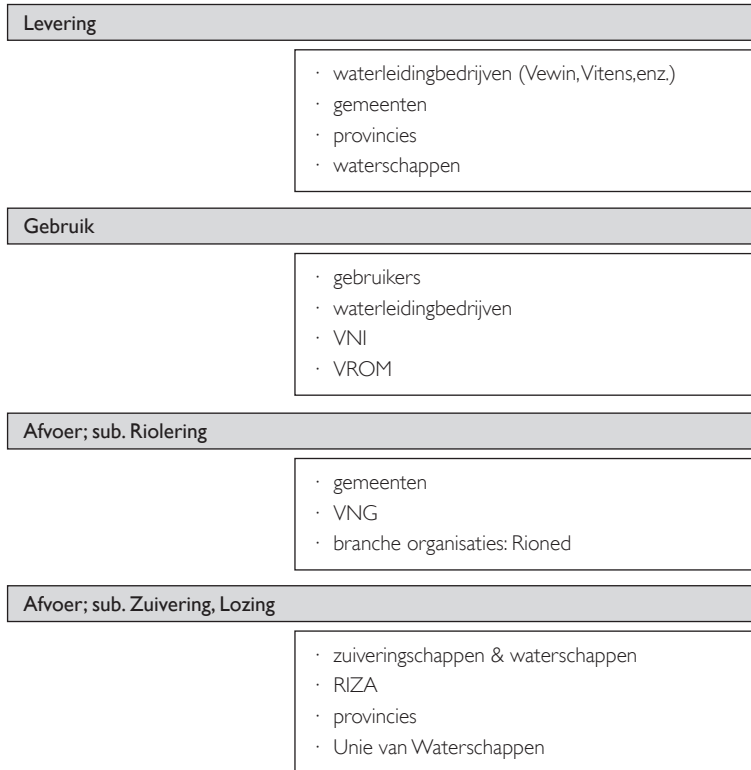 Levering
· waterleidingbedrijven (Vewin,Vitens,enz.)
· gemeenten
· provincies
· waterschappen
Gebruik
· gebruikers
· waterleidingbedrijven
· VNI
· VROM
Afvoer; sub. Riolering
· gemeenten
· VNG
· branche organisaties: Rioned
Afvoer; sub. Zuivering, Lozing
· zuiveringschappen & waterschappen
· RIZA
· provincies
· Unie van Waterschappen